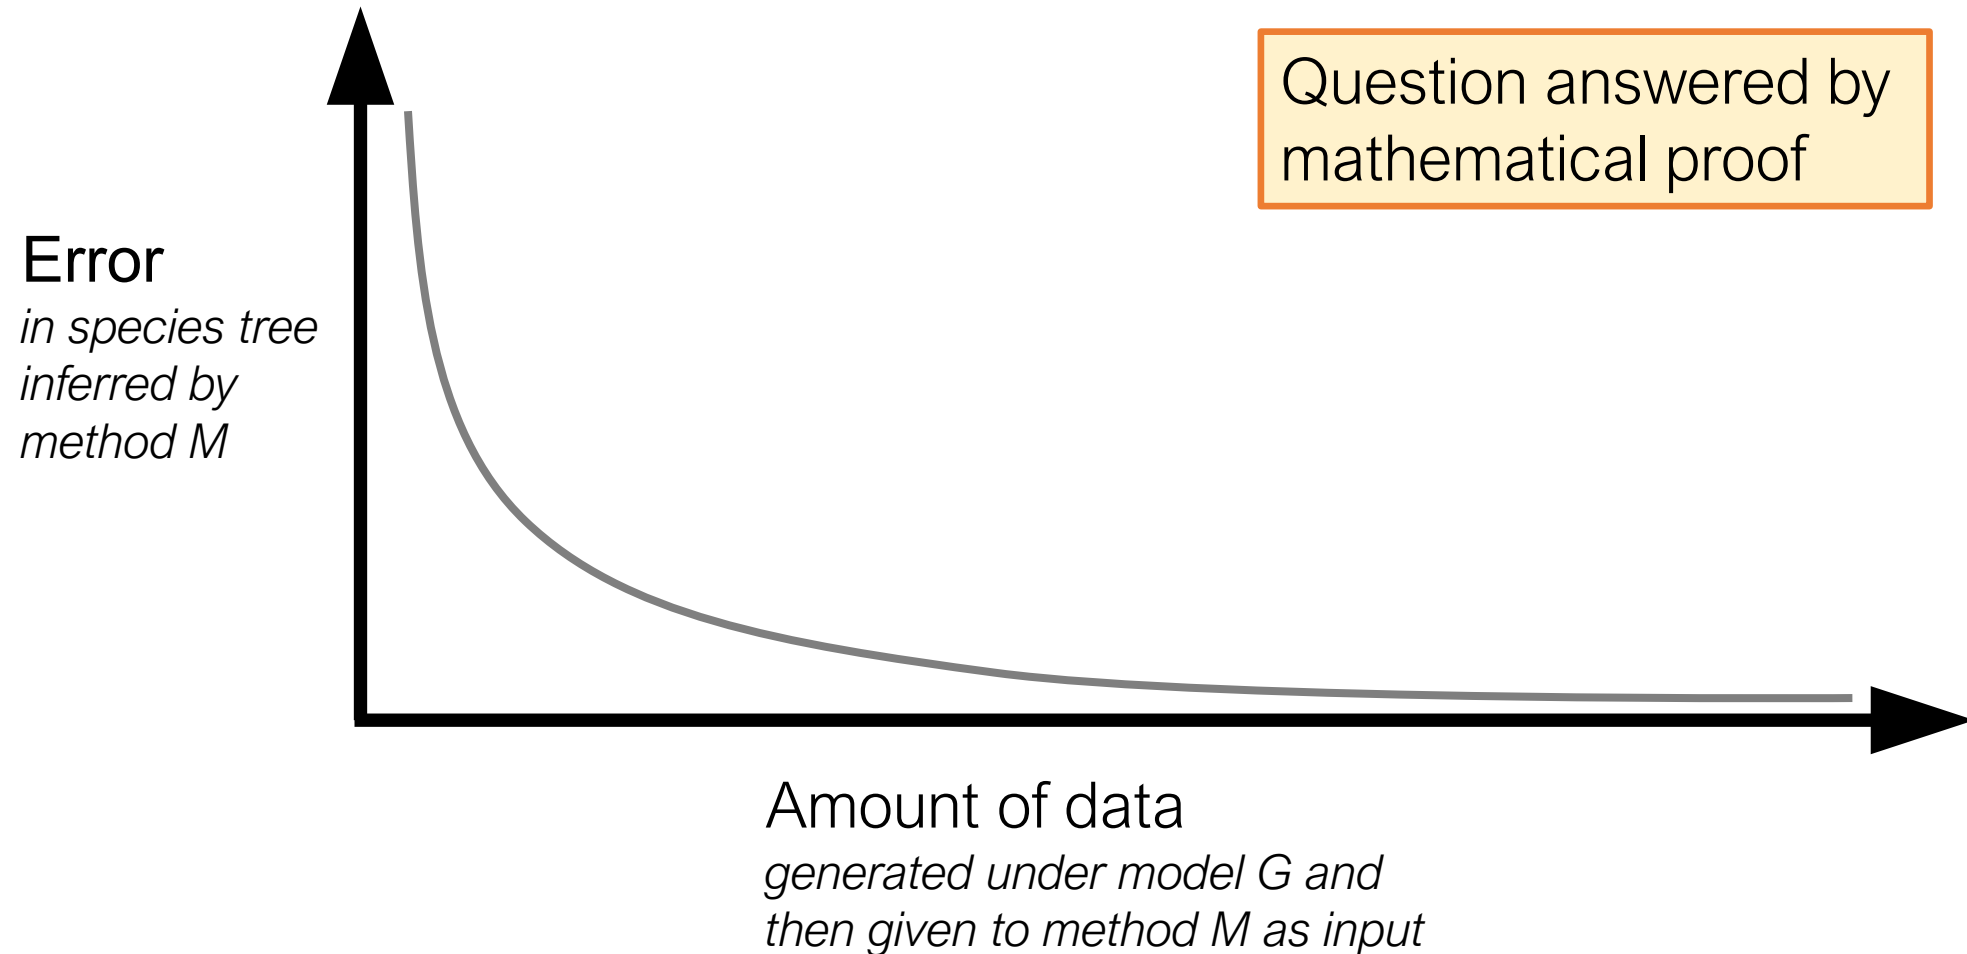 Question answered by
mathematical proof
Error
in species tree
inferred by
method M
Amount of data
generated under model G and
then given to method M as input